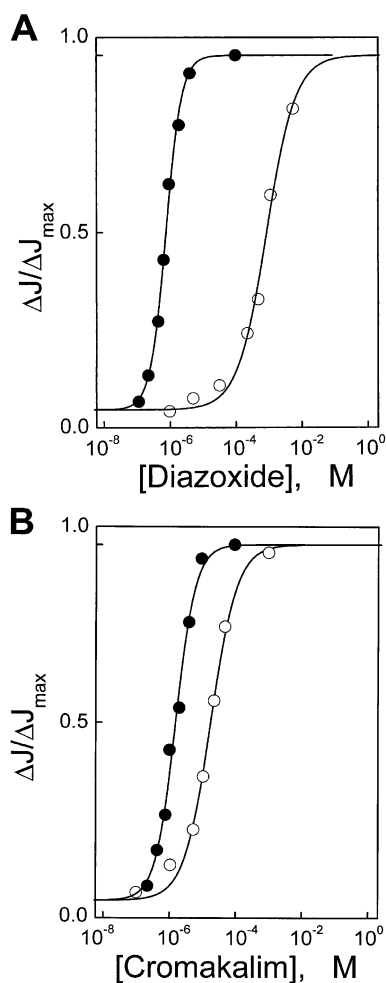 A
1.0
0.5
0.0
ΔJ/ΔJmax
10⁻⁸ 10⁻⁶ 10⁻⁴ 10⁻² 10⁰
[Diazoxide], M
B
1.0
0.5
0.0
ΔJ/ΔJmax
10⁻⁸ 10⁻⁶ 10⁻⁴ 10⁻² 10⁰
[Cromakalim], M